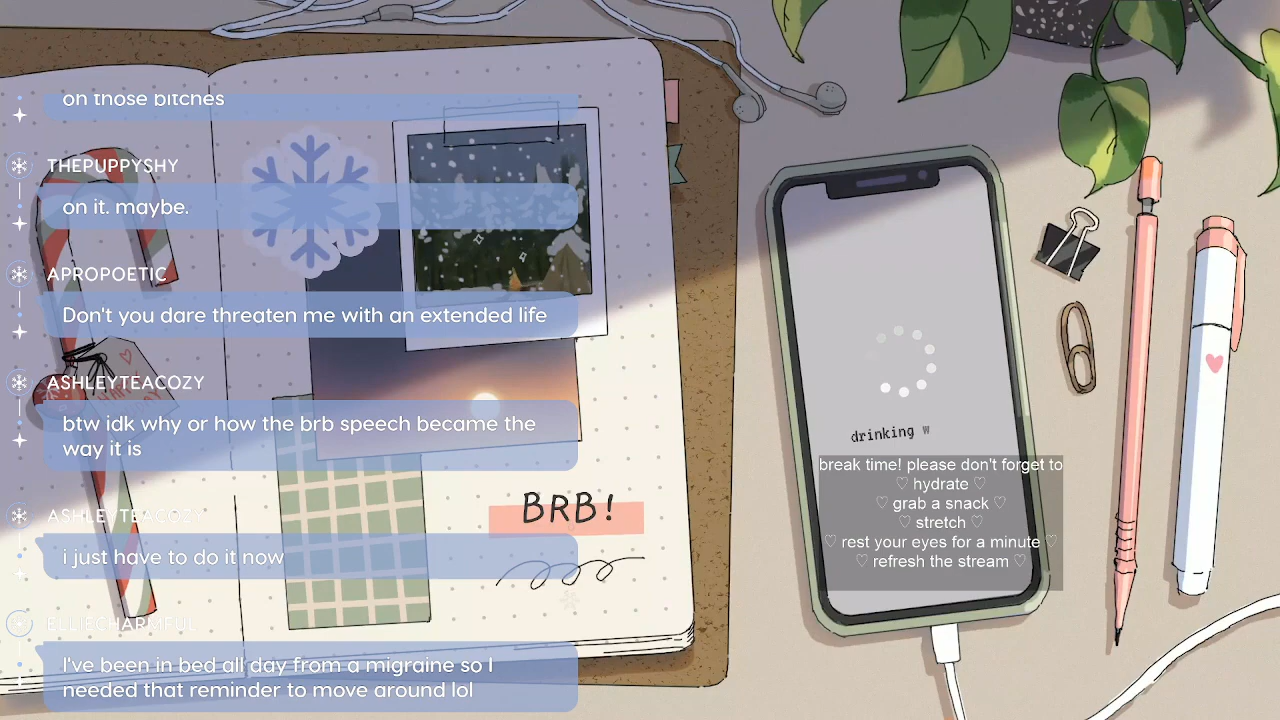 on those bitches
THEPUPPYSHY
on it. maybe.
APROPOETIC
Don't you dare threaten me with an extended life
ASHLEYTEACOZY
btw idk why or how the brb speech became the
way it is
ASHLEYTEACOZY
i just have to do it now
ELLIECHARMFUL
I've been in bed all day from a migraine so I
needed that reminder to move around lol
BRB!
drinking w
break time! please don't forget to
♡ hydrate ♡
♡ grab a snack ♡
♡ stretch ♡
♡ rest your eyes for a minute ♡
♡ refresh the stream ♡